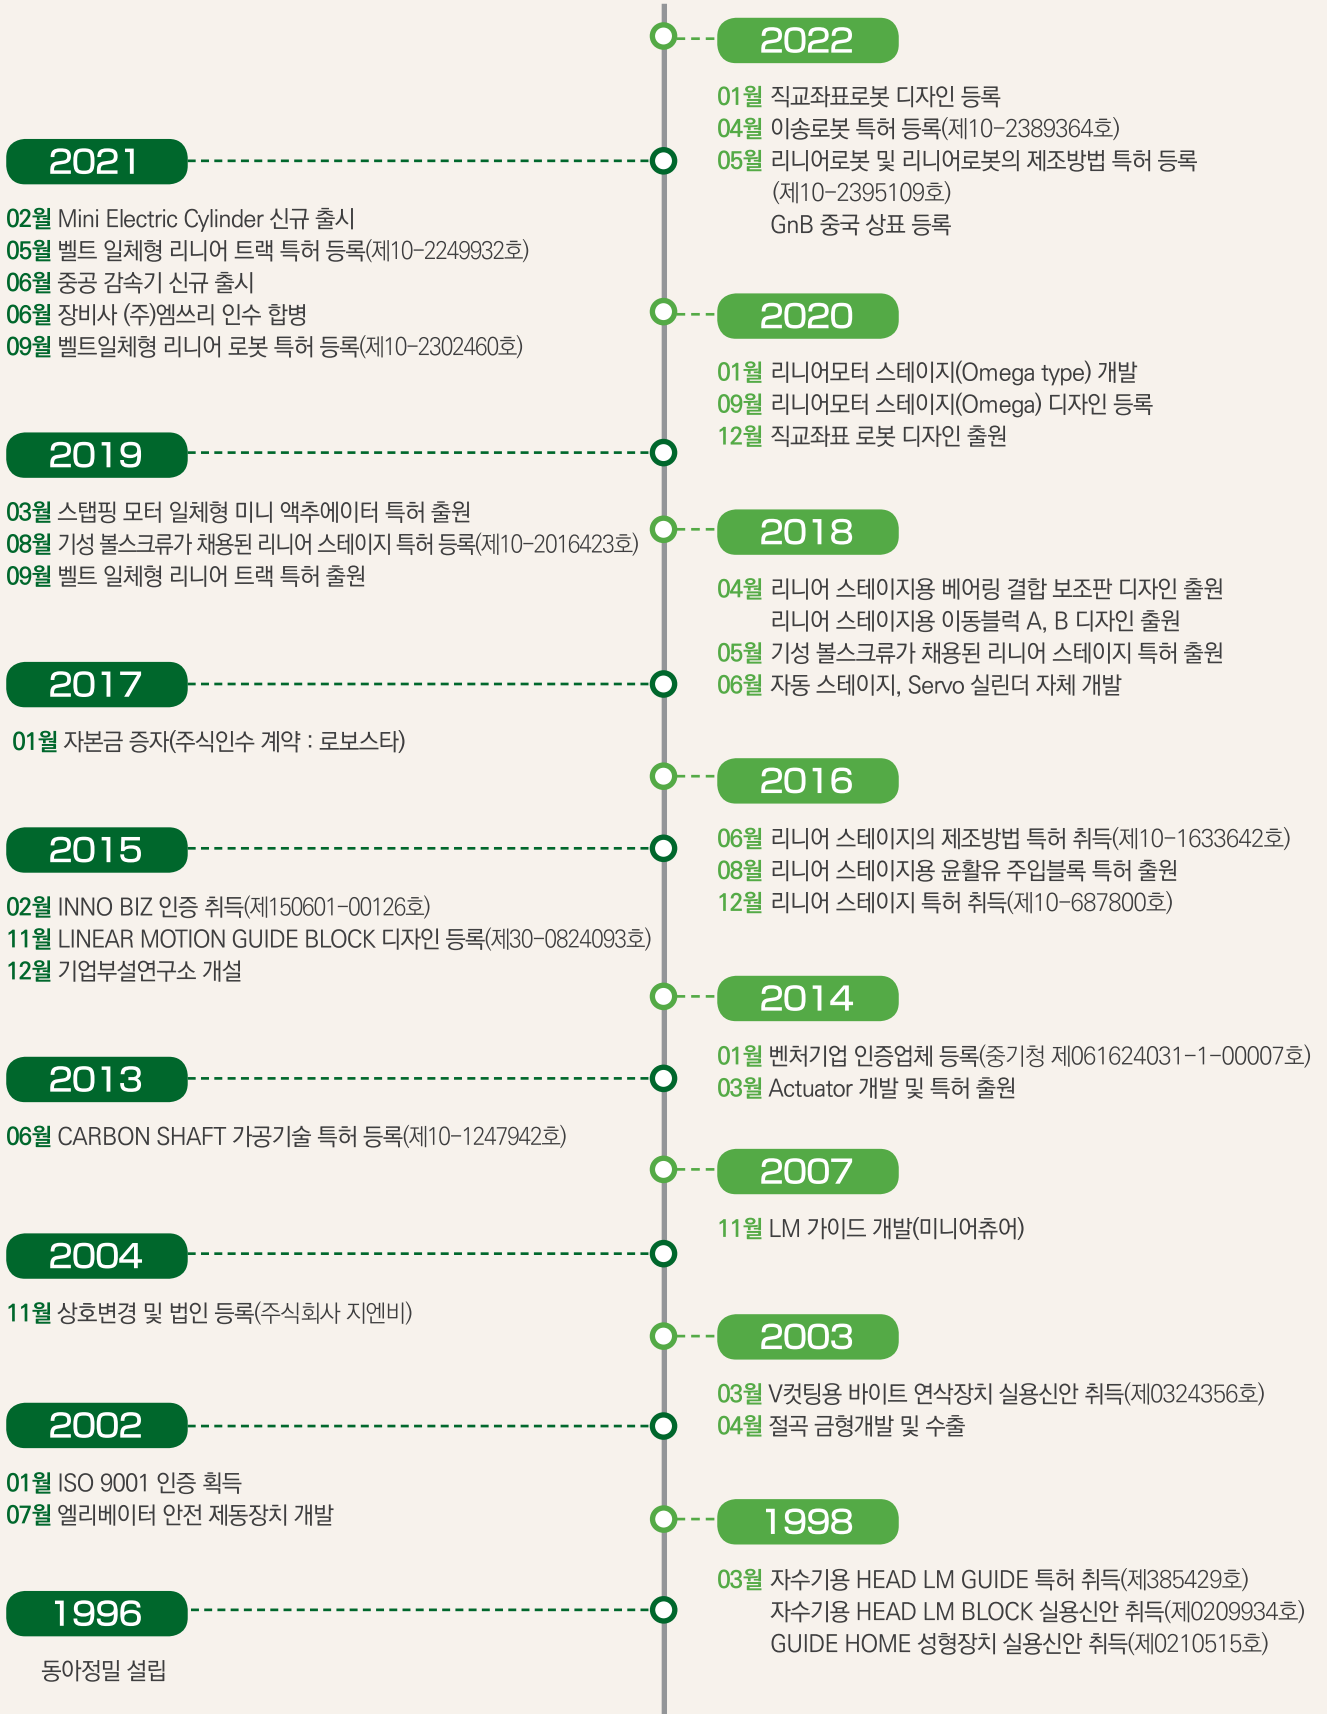 2022
01월 직교좌표로봇 디자인 등록
04월 이송로봇 특허 등록(제10-2389364호)
05월 리니어로봇 및 리니어로봇의 제조방법 특허 등록
(제10-2395109호)
GnB 중국 상표 등록
2021
02월 Mini Electric Cylinder 신규 출시
05월 벨트 일체형 리니어 트랙 특허 등록(제10-2249932호)
06월 중공 감속기 신규 출시
06월 장비사 (주)엠쓰리 인수 합병
09월 벨트일체형 리니어 로봇 특허 등록(제10-2302460호)
2020
01월 리니어모터 스테이지(Omega type) 개발
09월 리니어모터 스테이지(Omega) 디자인 등록
12월 직교좌표 로봇 디자인 출원
2019
03월 스탭핑 모터 일체형 미니 액추에이터 특허 출원
08월 기성 볼스크류가 채용된 리니어 스테이지 특허 등록(제10-2016423호)
09월 벨트 일체형 리니어 트랙 특허 출원
2018
04월 리니어 스테이지용 베어링 결합 보조판 디자인 출원
리니어 스테이지용 이동블럭 A, B 디자인 출원
05월 기성 볼스크류가 채용된 리니어 스테이지 특허 출원
06월 자동 스테이지, Servo 실린더 자체 개발
2017
01월 자본금 증자(주식인수 계약 : 로보스타)
2016
06월 리니어 스테이지의 제조방법 특허 취득(제10-1633642호)
08월 리니어 스테이지용 윤활유 주입블록 특허 출원
12월 리니어 스테이지 특허 취득(제10-687800호)
2015
02월 INNO BIZ 인증 취득(제150601-00126호)
11월 LINEAR MOTION GUIDE BLOCK 디자인 등록(제30-0824093호)
12월 기업부설연구소 개설
2014
01월 벤처기업 인증업체 등록(중기청 제061624031-1-00007호)
03월 Actuator 개발 및 특허 출원
2013
06월 CARBON SHAFT 가공기술 특허 등록(제10-1247942호)
2007
11월 LM 가이드 개발(미니어츄어)
2004
11월 상호변경 및 법인 등록(주식회사 지엔비)
2003
03월 V컷팅용 바이트 연삭장치 실용신안 취득(제0324356호)
04월 절곡 금형개발 및 수출
2002
01월 ISO 9001 인증 획득
07월 엘리베이터 안전 제동장치 개발
1998
03월 자수기용 HEAD LM GUIDE 특허 취득(제385429호)
자수기용 HEAD LM BLOCK 실용신안 취득(제0209934호)
GUIDE HOME 성형장치 실용신안 취득(제0210515호)
1996
동아정밀 설립